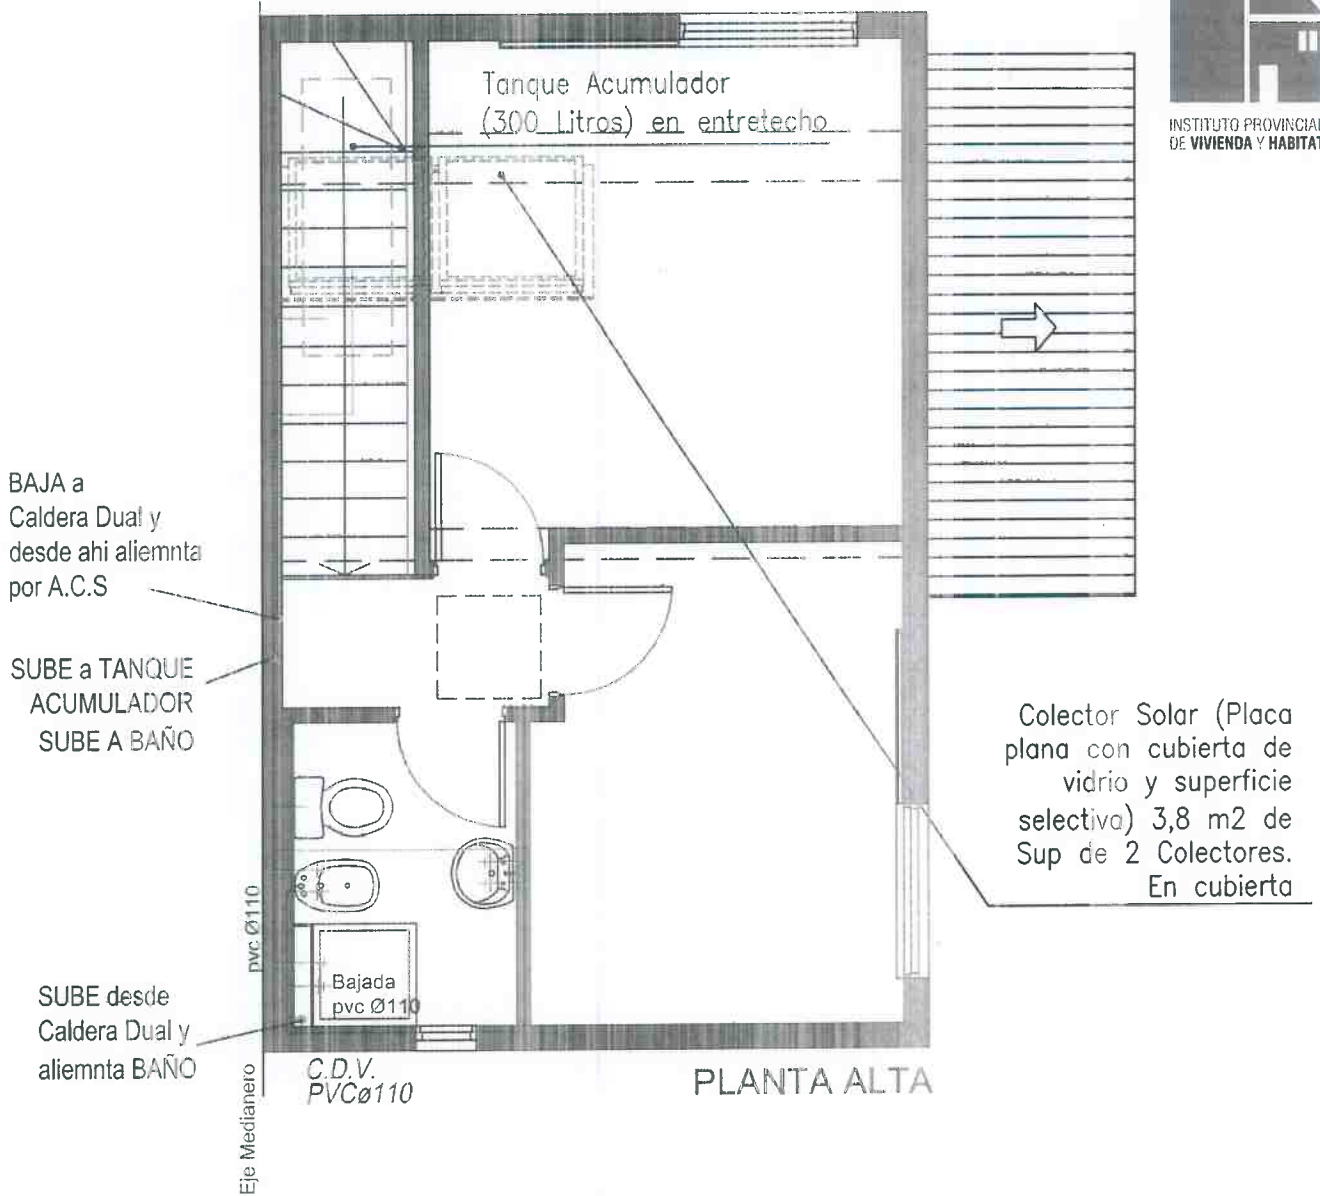 Tanque Acumulador
(300 Litros) en entretecho
INSTITUTO PROVINCIAL
DE VIVIENDA Y HABITAT
BAJA a
Caldera Dual y
desde ahi aliemnta
por A.C.S
SUBE a TANQUE
ACUMULADOR
SUBE A BAÑO
Colector Solar (Placa
plana con cubierta de
vidrio y superficie
selectiva) 3,8 m2 de
Sup de 2 Colectores.
En cubierta
pvc Ø110
Bajada
pvc Ø110
SUBE desde
Caldera Dual y
aliemnta BAÑO
C.D.V.
PVCø110
PLANTA ALTA
Eje Medianero